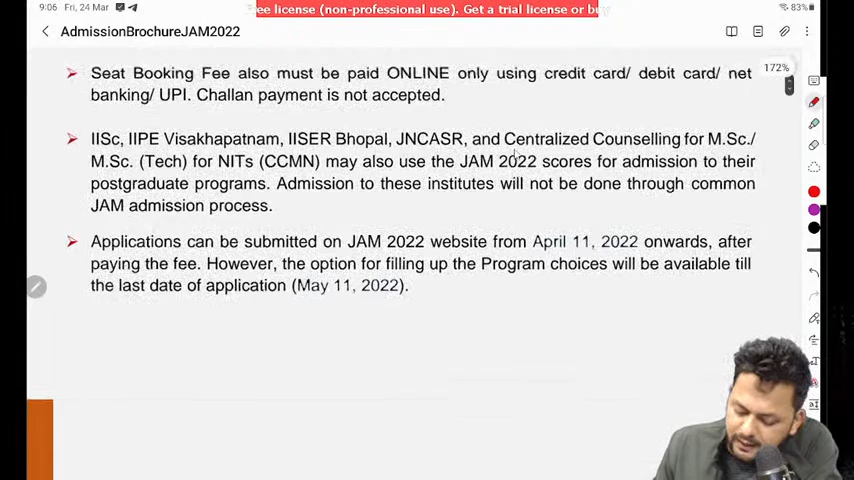 9:06 Fri, 24 Mar
ee license (non-professional use). Get a trial license or bu
83%
AdmissionBrochureJAM2022
172%
➤ Seat Booking Fee also must be paid ONLINE only using credit card/ debit card/ net
banking/ UPI. Challan payment is not accepted.
➤ IISc, IIPE Visakhapatnam, IISER Bhopal, JNCASR, and Centralized Counselling for M.Sc./
M.Sc. (Tech) for NITs (CCMN) may also use the JAM 2022 scores for admission to their
postgraduate programs. Admission to these institutes will not be done through common
JAM admission process.
➤ Applications can be submitted on JAM 2022 website from April 11, 2022 onwards, after
paying the fee. However, the option for filling up the Program choices will be available till
the last date of application (May 11, 2022).